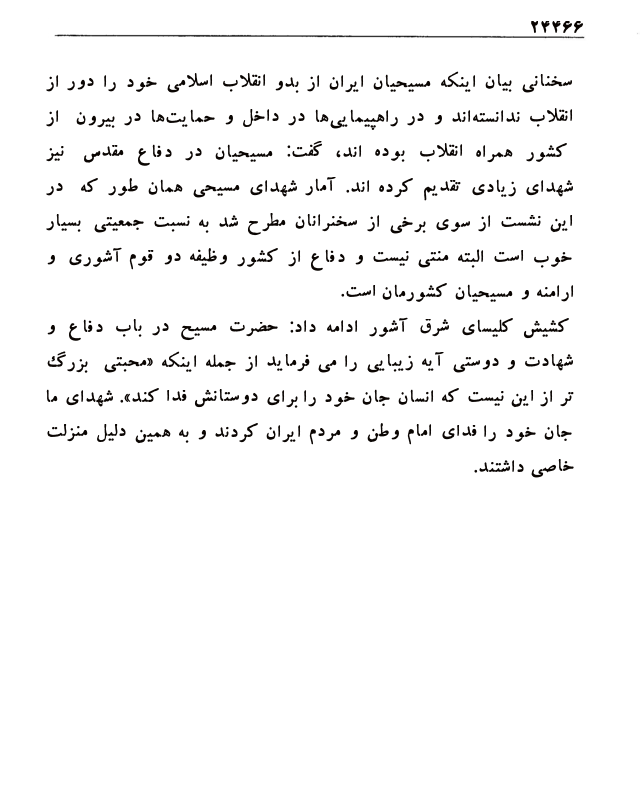 ۲۴۴۶۶
سخنانی بیان اینکه مسیحیان ایران از بدو انقلاب اسلامی خود را دور از
انقلاب ندانسته‌اند و در راهپیمایی‌ها در داخل و حمایت‌ها در بیرون از
کشور همراه انقلاب بوده اند، گفت: مسیحیان در دفاع مقدس نیز
شهدای زیادی تقدیم کرده اند. آمار شهدای مسیحی همان طور که در
این نشست از سوی برخی از سخنرانان مطرح شد به نسبت جمعیتی بسیار
خوب است البته منتی نیست و دفاع از کشور وظیفه دو قوم آشوری و
ارامنه و مسیحیان کشورمان است.
کشیش کلیسای شرق آشور ادامه داد: حضرت مسیح در باب دفاع و
شهادت و دوستی آیه زیبایی را می فرماید از جمله اینکه «محبتی بزرگ
تر از این نیست که انسان جان خود را برای دوستانش فدا کند». شهدای ما
جان خود را فدای امام وطن و مردم ایران کردند و به همین دلیل منزلت
خاصی داشتند.